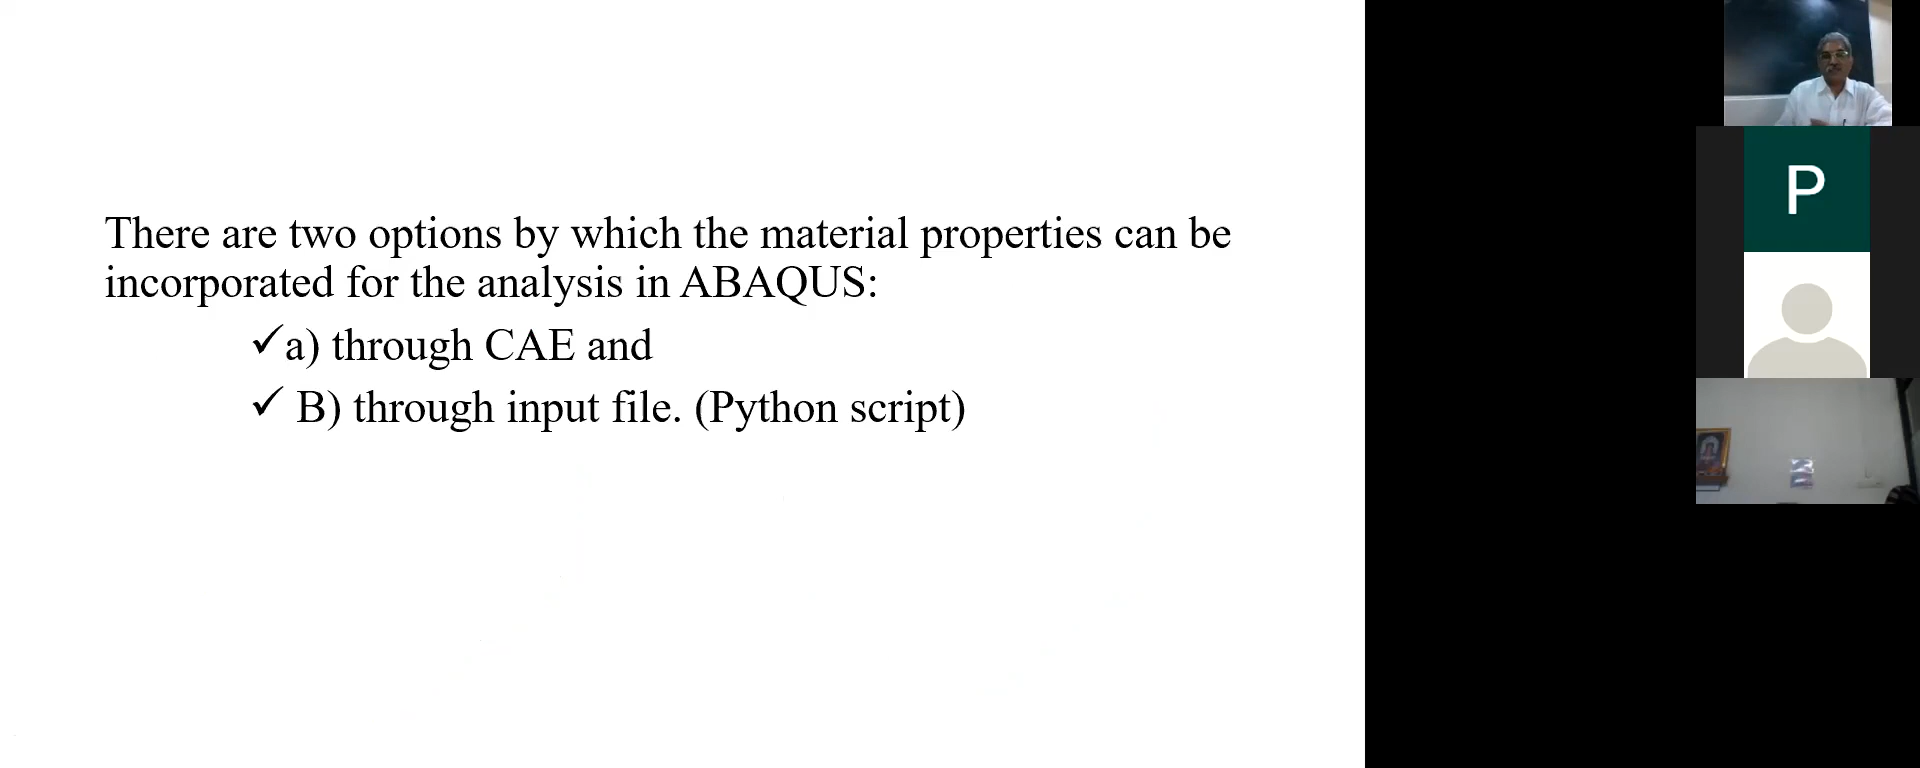 There are two options by which the material properties can be
incorporated for the analysis in ABAQUS:
✓a) through CAE and
✓ B) through input file. (Python script)
P